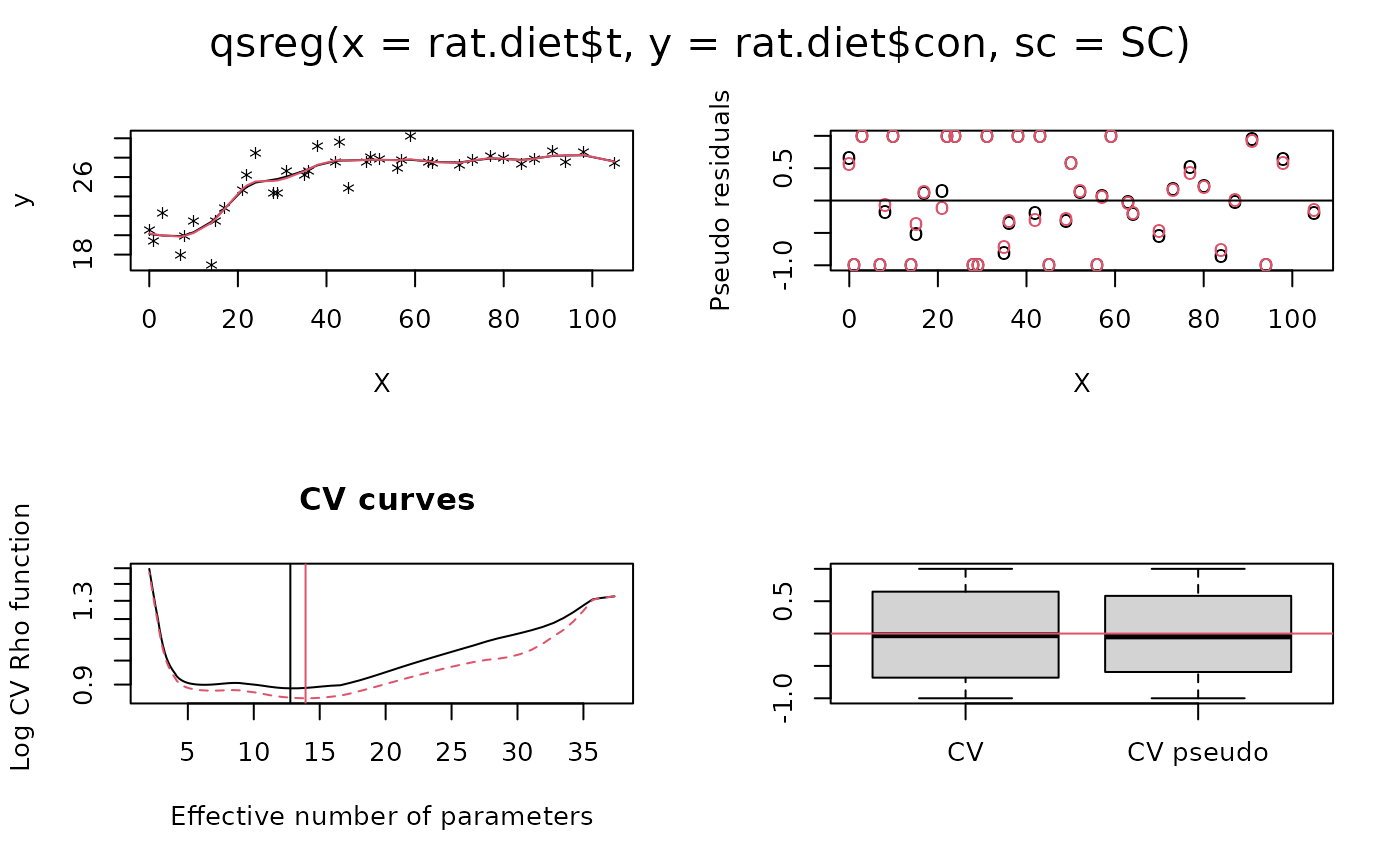 qsreg(x = rat.diet$t, y = rat.diet$con, sc = SC)
y
18
26
0 20 40 60 80 100
X
Pseudo residuals
-1.0
0.5
0 20 40 60 80 100
X
CV curves
Log CV Rho function
0.9
1.3
5 10 15 20 25 30 35
Effective number of parameters
-1.0
0.5
CV CV pseudo